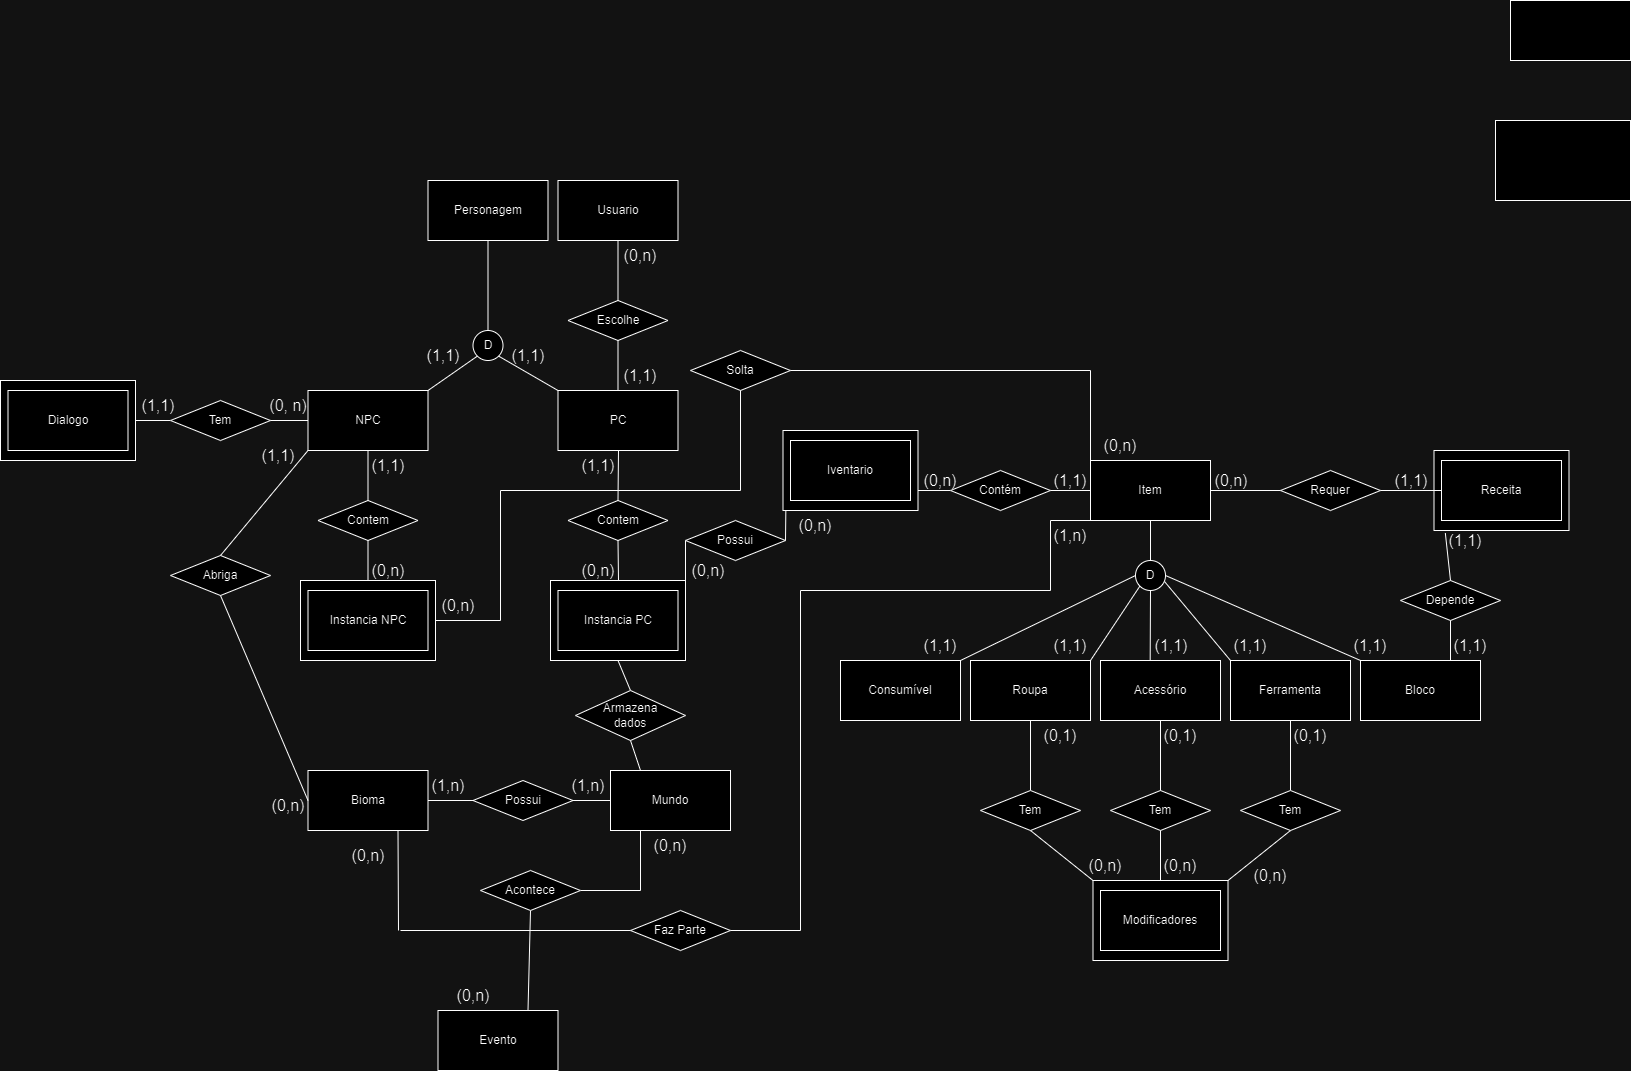 Personagem
Usuario
(0,n)
Escolhe
D
(1,1)
(1,1)
(1,1)
Solta
Dialogo
(1,1)
Tem
(0, n)
NPC
PC
(0,n)
(1,1)
(1,1)
(1,1)
Iventario
(0,n)
Contém
(1,1)
Item
(0,n)
Requer
(1,1)
Receita
Contem
Contem
Possui
(0,n)
(1,n)
(1,1)
Abriga
(0,n)
(0,n)
(0,n)
D
Depende
Instancia NPC
(0,n)
Instancia PC
(1,1)
(1,1)
(1,1)
(1,1)
(1,1)
(1,1)
Consumível
Roupa
Acessório
Ferramenta
Bloco
Armazena
dados
(0,1)
(0,1)
(0,1)
(0,n)
Bioma
(1,n)
Possui
(1,n)
Mundo
Tem
Tem
Tem
(0,n)
(0,n)
(0,n)
(0,n)
(0,n)
Acontece
Faz Parte
Modificadores
(0,n)
Evento